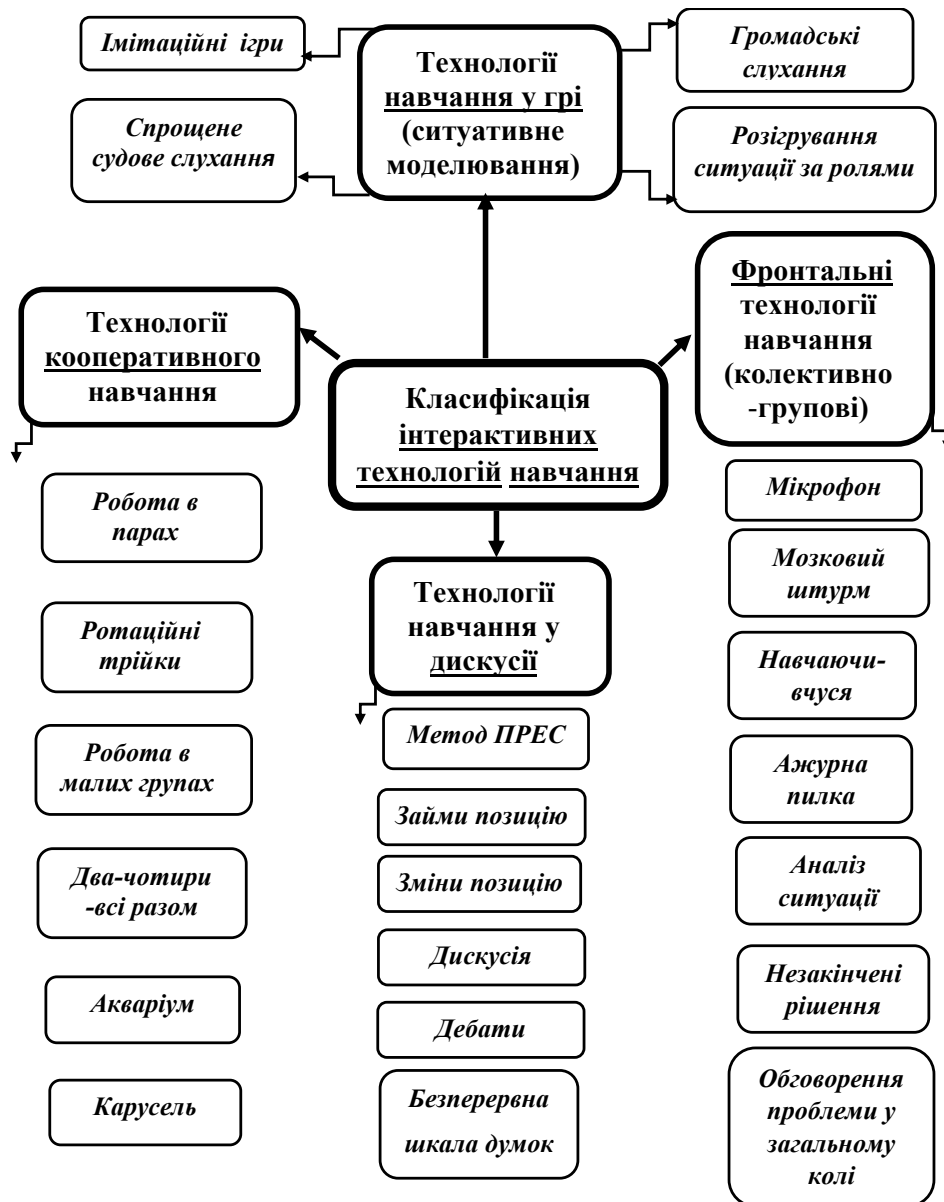 Імітаційні ігри
Технології
навчання у грі
(ситуативне
моделювання)
Громадські
слухання
Спрощене
судове слухання
Розігрування
ситуації за ролями
Технології
кооперативного
навчання
Фронтальні
технології
навчання
(колективно
-групові)
Класифікація
інтерактивних
технологій навчання
Робота в
парах
Ротаційні
трійки
Робота в
малих групах
Два-чотири
-всі разом
Акваріум
Карусель
Технології
навчання у
дискусії
Метод ПРЕС
Займи позицію
Зміни позицію
Дискусія
Дебати
Безперервна
шкала думок
Мікрофон
Мозковий
штурм
Навчаючи-
вчуся
Ажурна
пилка
Аналіз
ситуації
Незакінчені
рішення
Обговорення
проблеми у
загальному
колі